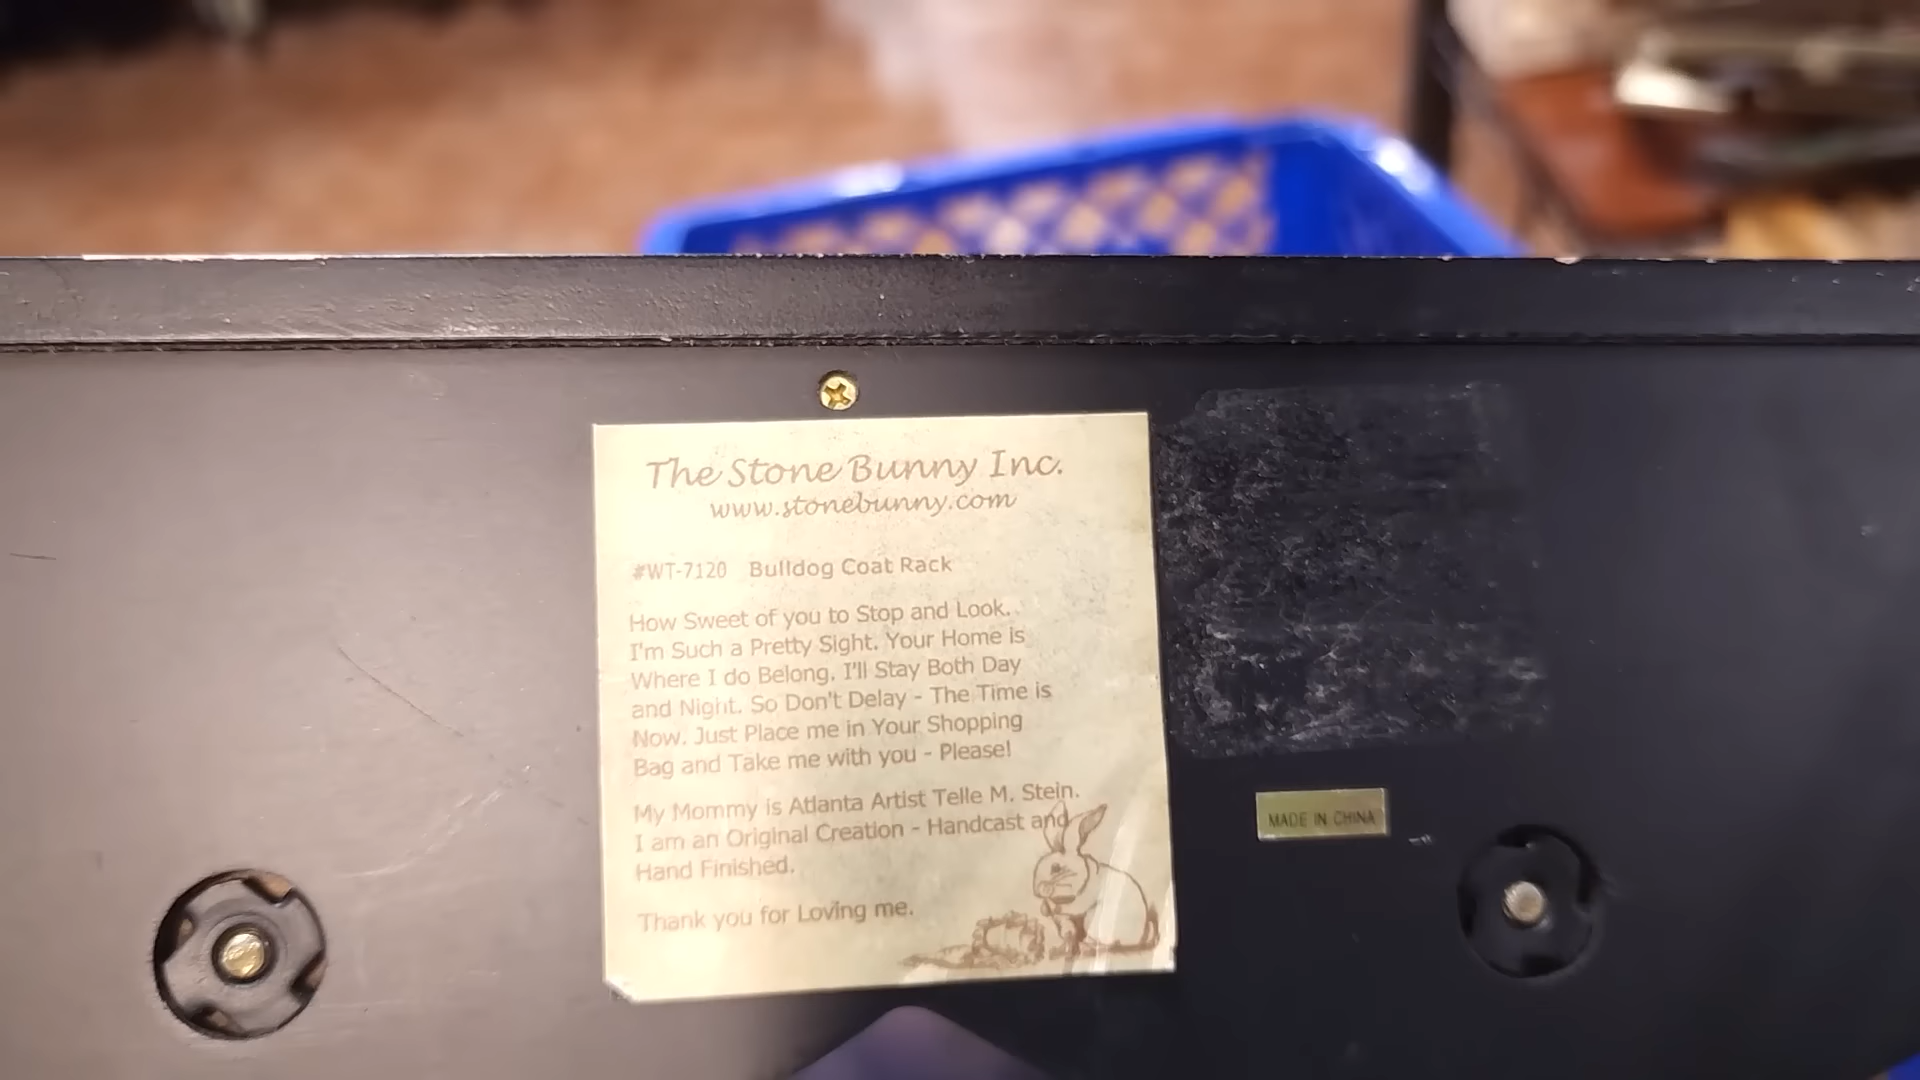 The Stone Bunny Inc.
www.stonebunny.com
#WT-7120 Bulldog Coat Rack
How Sweet of you to Stop and Look.
I'm Such a Pretty Sight. Your Home is
Where I do Belong. I'll Stay Both Day
and Night. So Don't Delay - The Time is
Now. Just Place me in Your Shopping
Bag and Take me with you - Please!
My Mommy is Atlanta Artist Telle M. Stein.
I am an Original Creation - Handcast and
Hand Finished.
Thank you for Loving me.
MADE IN CHINA